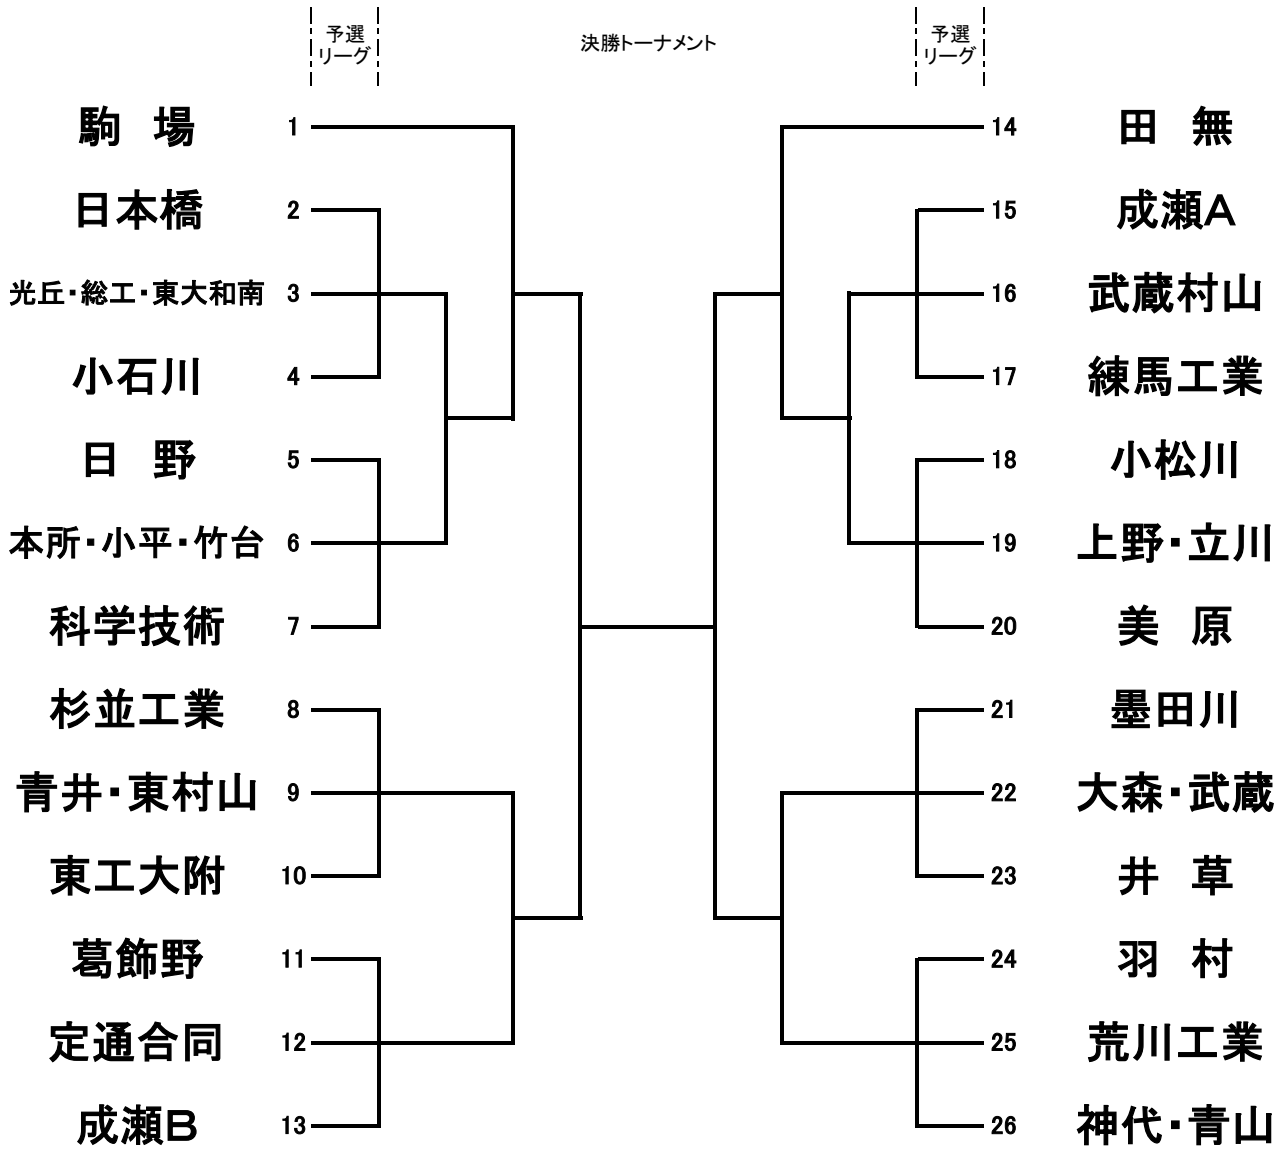 予選
リーグ
決勝トーナメント
予選
リーグ
駒　場 1
日本橋 2
光丘・総工・東大和南 3
小石川 4
日　野 5
本所・小平・竹台 6
科学技術 7
杉並工業 8
青井・東村山 9
東工大附 10
葛飾野 11
定通合同 12
成瀬B 13
14 田　無
15 成瀬A
16 武蔵村山
17 練馬工業
18 小松川
19 上野・立川
20 美　原
21 墨田川
22 大森・武蔵
23 井　草
24 羽　村
25 荒川工業
26 神代・青山